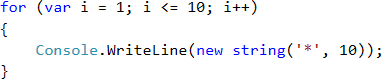 for (var i = 1; i <= 10; i++)
{
    Console.WriteLine(new string('*', 10));
}